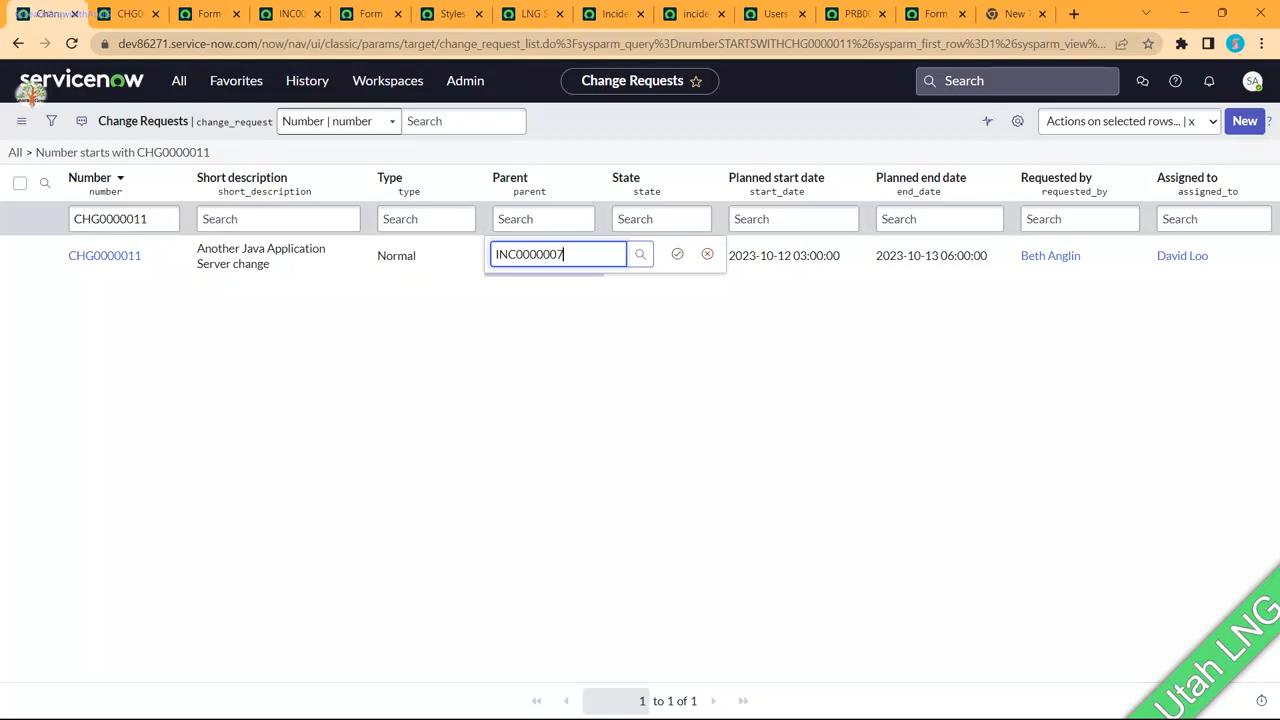 Chan CHG0 Form INC00 Form Styles LNG S Incide incide Users PRB00 Form New T
dev86271.service-now.com/now/nav/ui/classic/params/target/change_request_list.do%3Fsysparm_query%3DnumberSTARTSWITHCHG0000011%26sysparm_first_row%3D1%26sysparm_view%...
servicenow All Favorites History Workspaces Admin Change Requests Search SA
Change Requests | change_request Number | number Search Actions on selected rows... | x New ?
All > Number starts with CHG0000011
Number Short description Type Parent State Planned start date Planned end date Requested by Assigned to
number short_description type parent state start_date end_date requested_by assigned_to
CHG0000011 Search Search Search Search Search Search Search Search
CHG0000011 Another Java Application Server change Normal INC0000007 2023-10-12 03:00:00 2023-10-13 06:00:00 Beth Anglin David Loo
Utah LNG
1 to 1 of 1